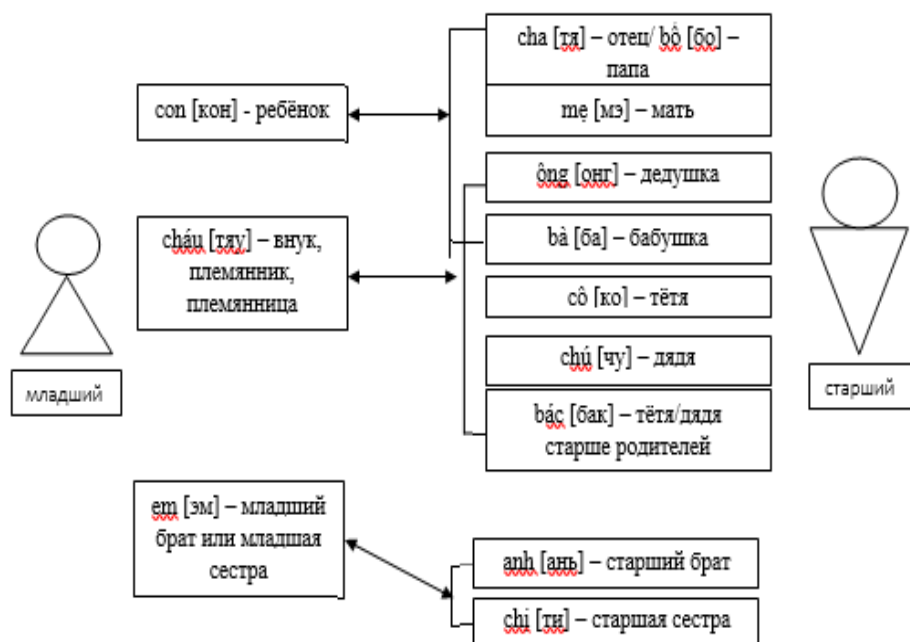 cha [тя] – отец/ bố [бо] –
папа
con [кон] - ребёнок
mẹ [мэ] – мать
ông [онг] – дедушка
cháu [тяу] – внук,
племянник,
племянница
bà [ба] – бабушка
cô [ко] – тётя
chú [чу] – дядя
младший
старший
bác [бак] – тётя/дядя
старше родителей
em [эм] – младший
брат или младшая
сестра
anh [ань] – старший брат
chị [ти] – старшая сестра